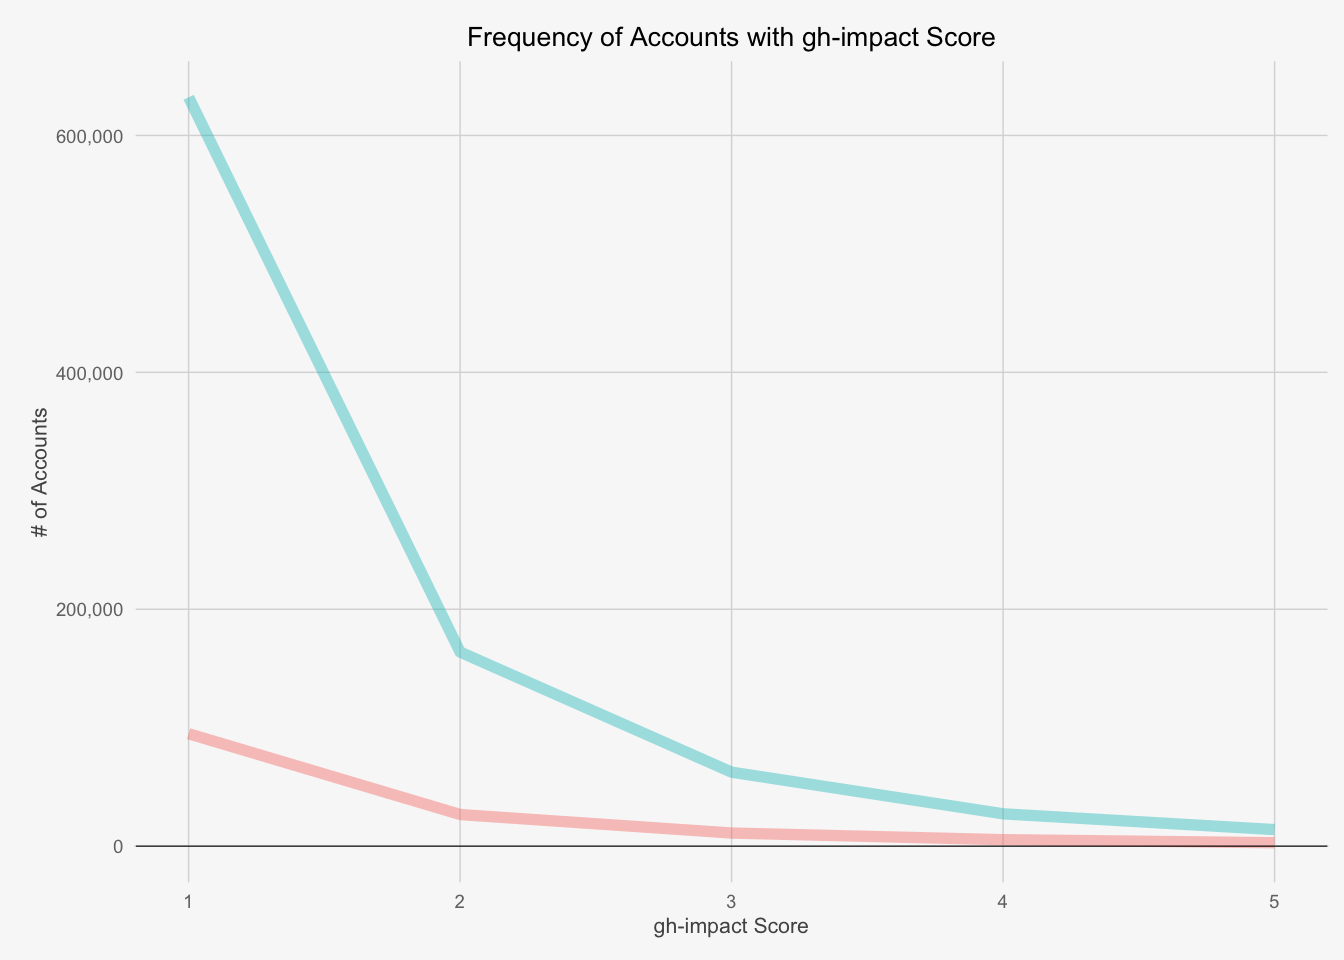 Frequency of Accounts with gh-impact Score
600,000
400,000
200,000
0
# of Accounts
1 2 3 4 5
gh-impact Score